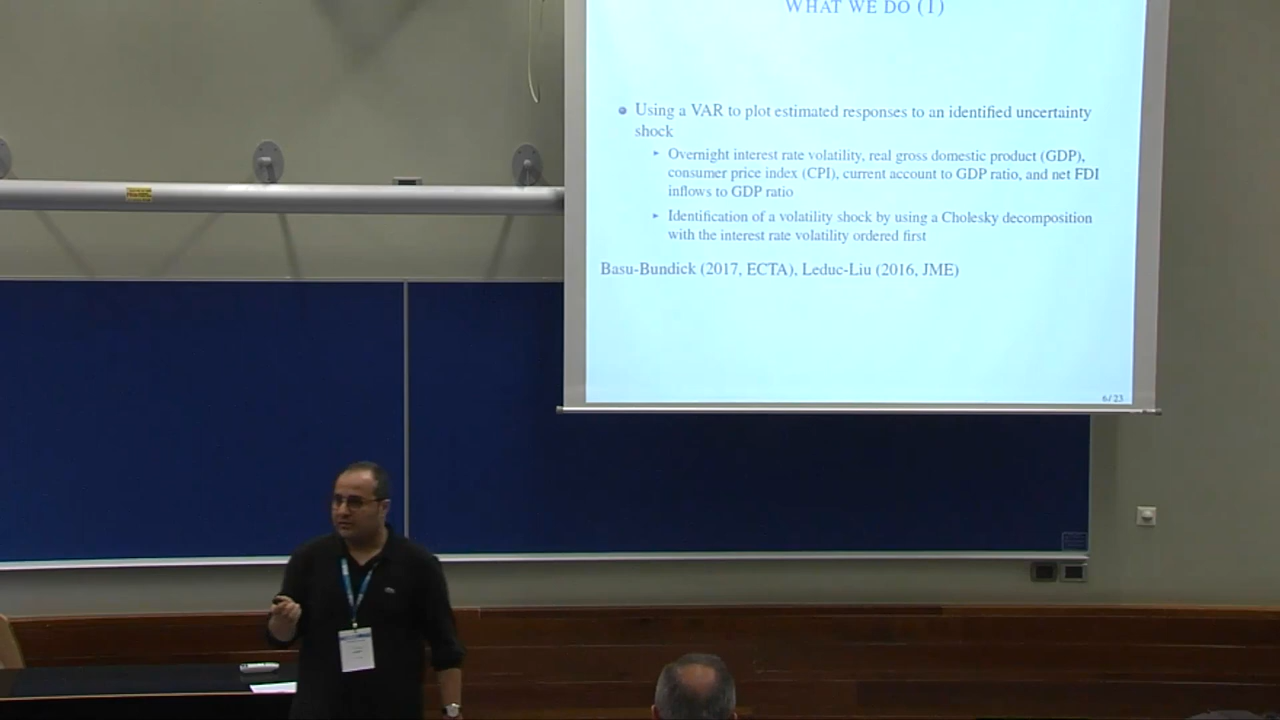 WHAT WE DO (I)
Using a VAR to plot estimated responses to an identified uncertainty
shock
Overnight interest rate volatility, real gross domestic product (GDP),
consumer price index (CPI), current account to GDP ratio, and net FDI
inflows to GDP ratio
Identification of a volatility shock by using a Cholesky decomposition
with the interest rate volatility ordered first
Basu-Bundick (2017, ECTA), Leduc-Liu (2016, JME)
6/23